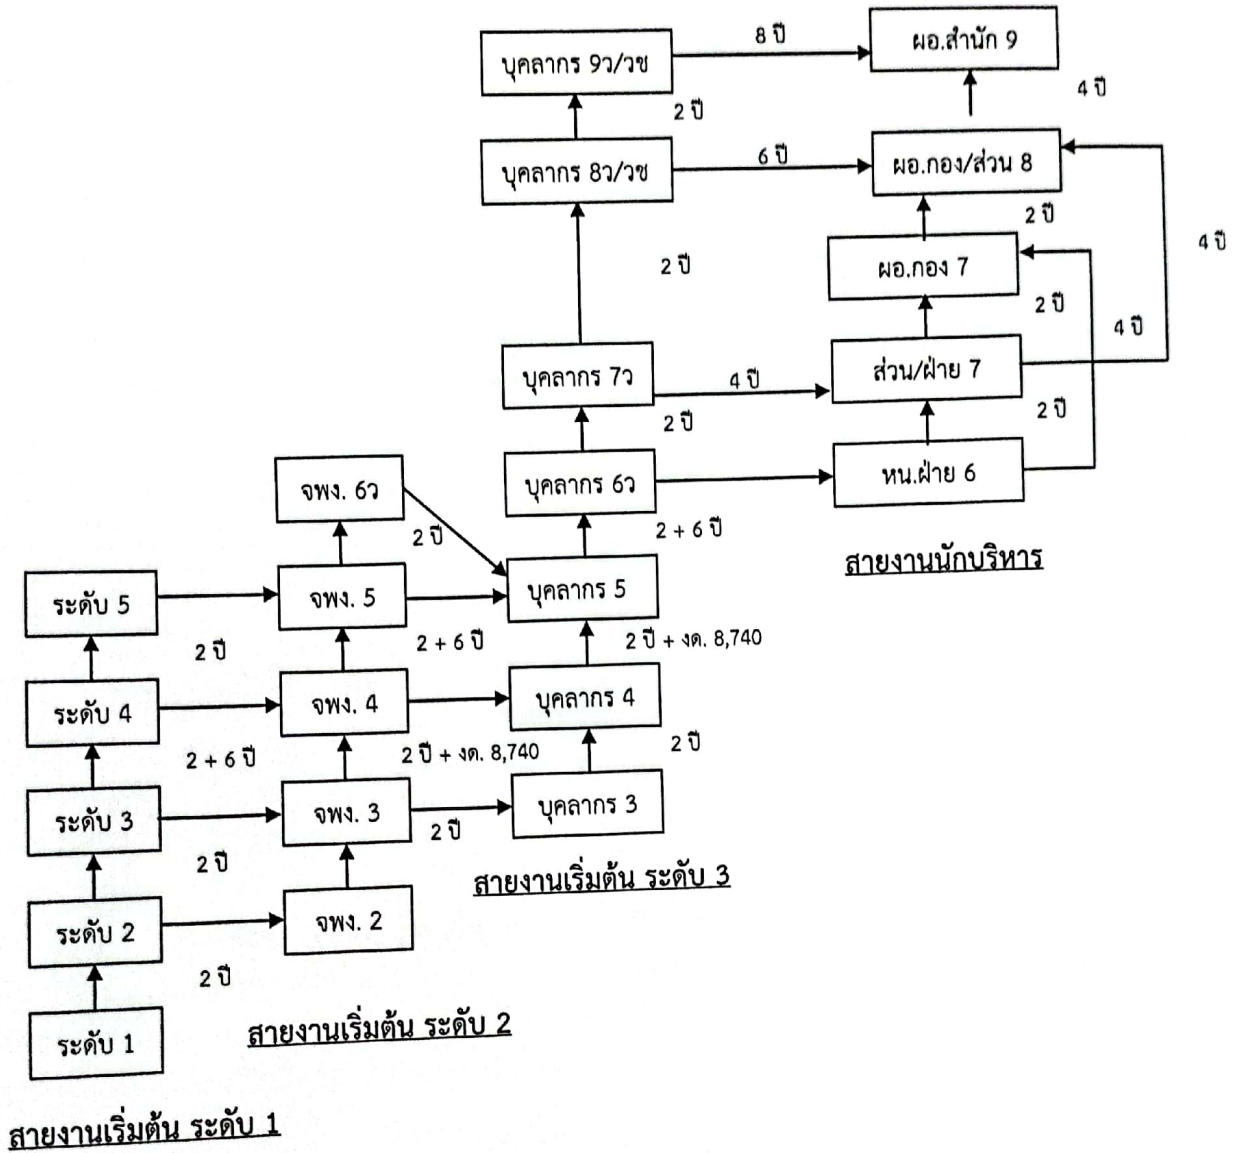 8 ปี
ผอ.สำนัก 9
บุคลากร 9ว/วช
4 ปี
2 ปี
6 ปี
ผอ.กอง/ส่วน 8
บุคลากร 8ว/วช
2 ปี
4 ปี
2 ปี
ผอ.กอง 7
2 ปี
4 ปี
บุคลากร 7ว
4 ปี
ส่วน/ฝ่าย 7
2 ปี
2 ปี
จพง. 6ว
บุคลากร 6ว
หน.ฝ่าย 6
2 ปี
2 + 6 ปี
สายงานนักบริหาร
ระดับ 5
จพง. 5
บุคลากร 5
2 ปี
2 + 6 ปี
2 ปี + งด. 8,740
ระดับ 4
จพง. 4
บุคลากร 4
2 + 6 ปี
2 ปี + งด. 8,740
2 ปี
ระดับ 3
จพง. 3
บุคลากร 3
2 ปี
2 ปี
สายงานเริ่มต้น ระดับ 3
ระดับ 2
จพง. 2
2 ปี
ระดับ 1
สายงานเริ่มต้น ระดับ 2
สายงานเริ่มต้น ระดับ 1